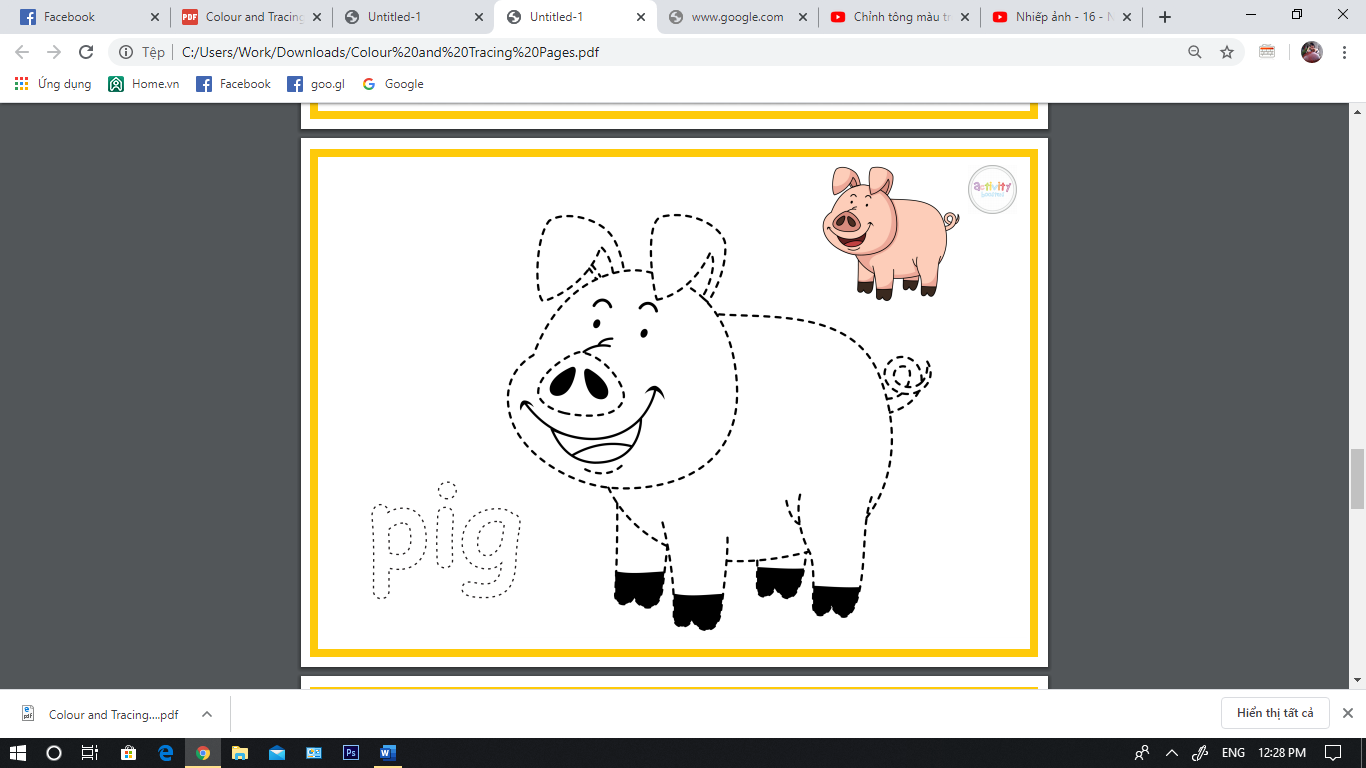 Facebook
Colour and Tracing
Untitled-1
Untitled-1
www.google.com
Chỉnh tông màu tr
Nhiếp ảnh - 16 - N
Tệp
C:/Users/Work/Downloads/Colour%20and%20Tracing%20Pages.pdf
Ứng dụng
Home.vn
Facebook
goo.gl
Google
activity
pig
Colour and Tracing....pdf
Hiển thị tất cả
ENG
12:28 PM